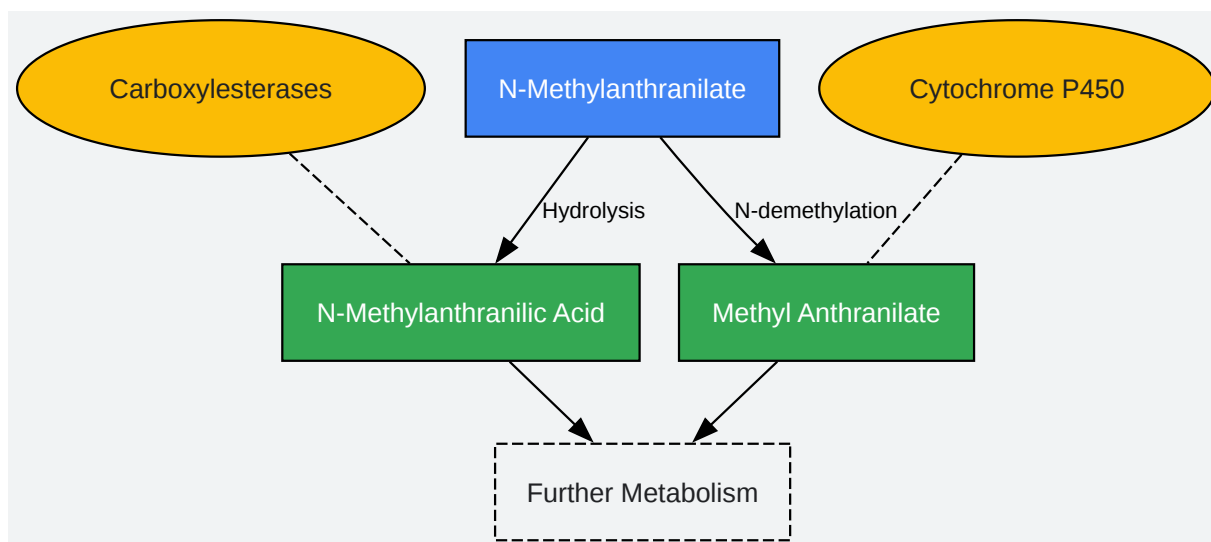 Carboxylesterases
N-Methylanthranilate
Cytochrome P450
Hydrolysis
N-demethylation
N-Methylanthranilic Acid
Methyl Anthranilate
Further Metabolism